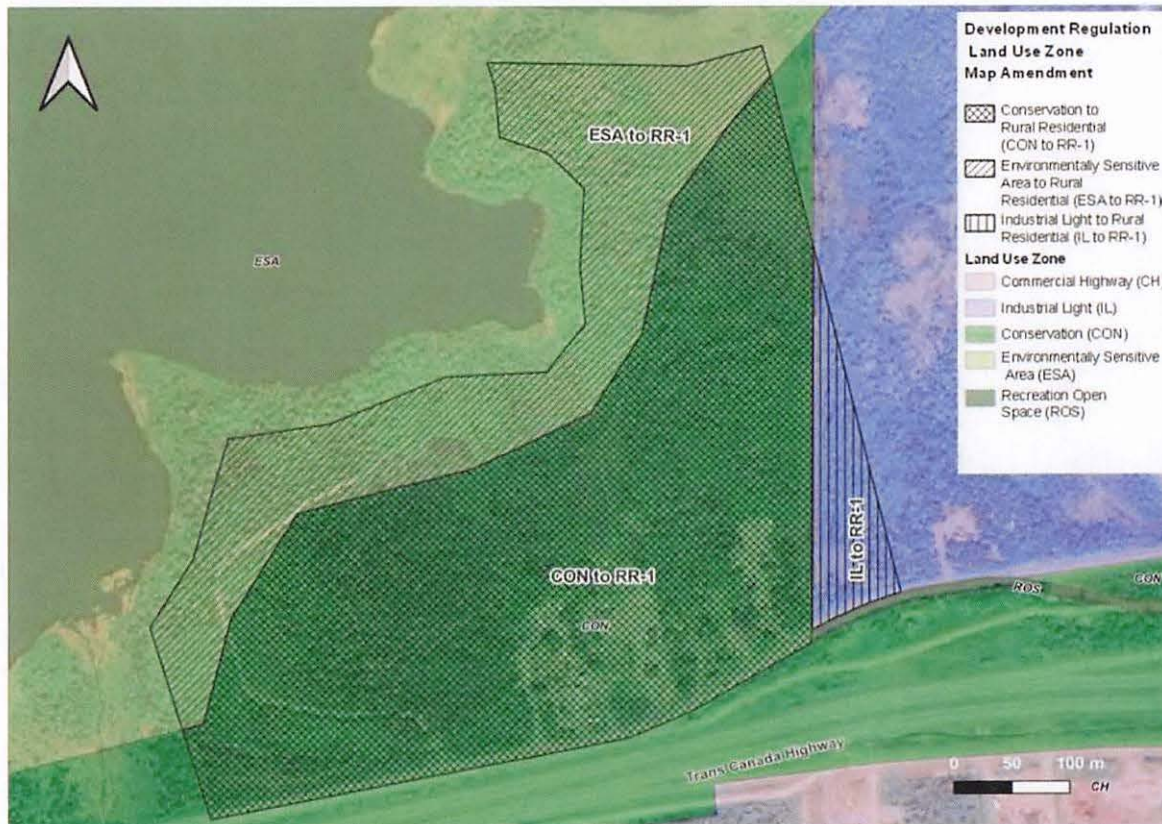 Development Regulation
Land Use Zone
Map Amendment
Conservation to
Rural Residential
(CON to RR-1)
Environmentally Sensitive
Area to Rural
Residential (ESA to RR-1)
Industrial Light to Rural
Residential (IL to RR-1)
Land Use Zone
Commercial Highway (CH
Industrial Light (IL)
Conservation (CON)
Environmentally Sensitive
Area (ESA)
Recreation Open
Space (ROS)
ESA to RR-1
ESA
IL to RR-1
CON to RR-1
CON
ROS
CON
Trans Canada Highway
0 50 100 m
CH